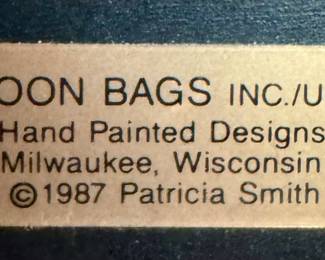 OON BAGS INC./U
Hand Painted Designs
Milwaukee, Wisconsin
©1987 Patricia Smith